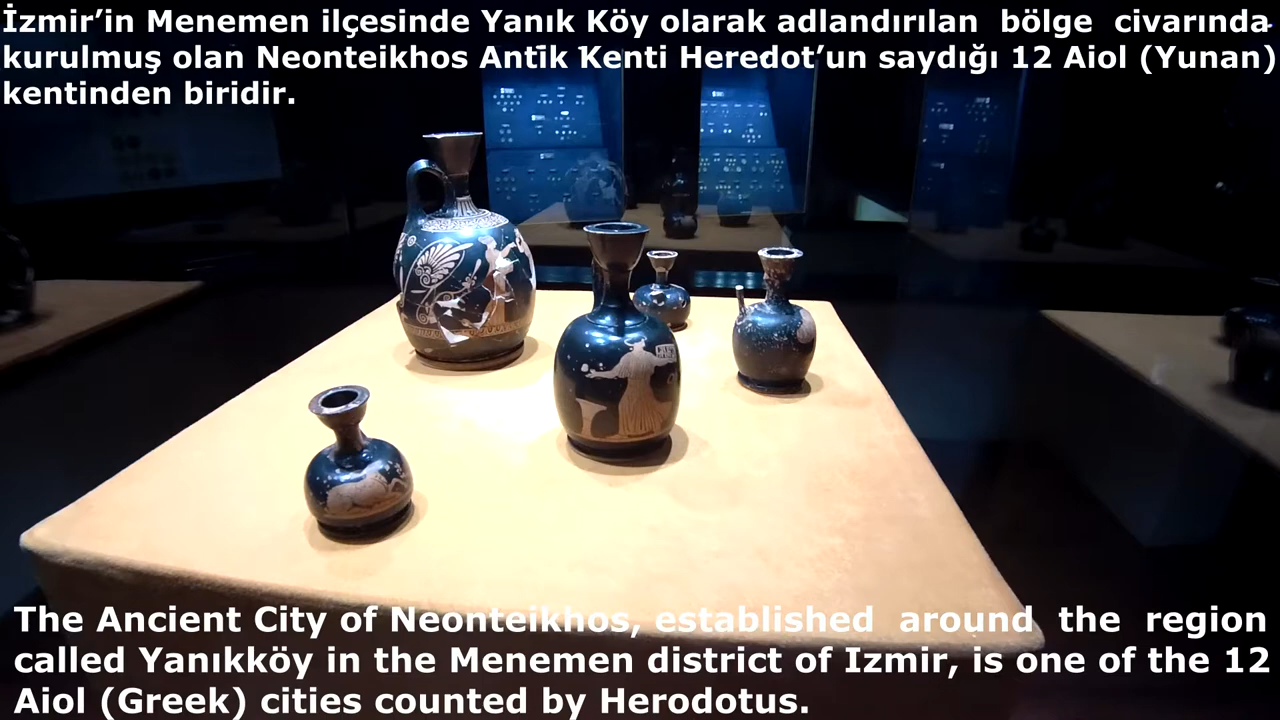 İzmir’in Menemen ilçesinde Yanık Köy olarak adlandırılan bölge civarında
kurulmuş olan Neonteikhos Antik Kenti Heredot’un saydığı 12 Aiol (Yunan)
kentinden biridir.
The Ancient City of Neonteikhos, established around the region
called Yanıkköy in the Menemen district of Izmir, is one of the 12
Aiol (Greek) cities counted by Herodotus.